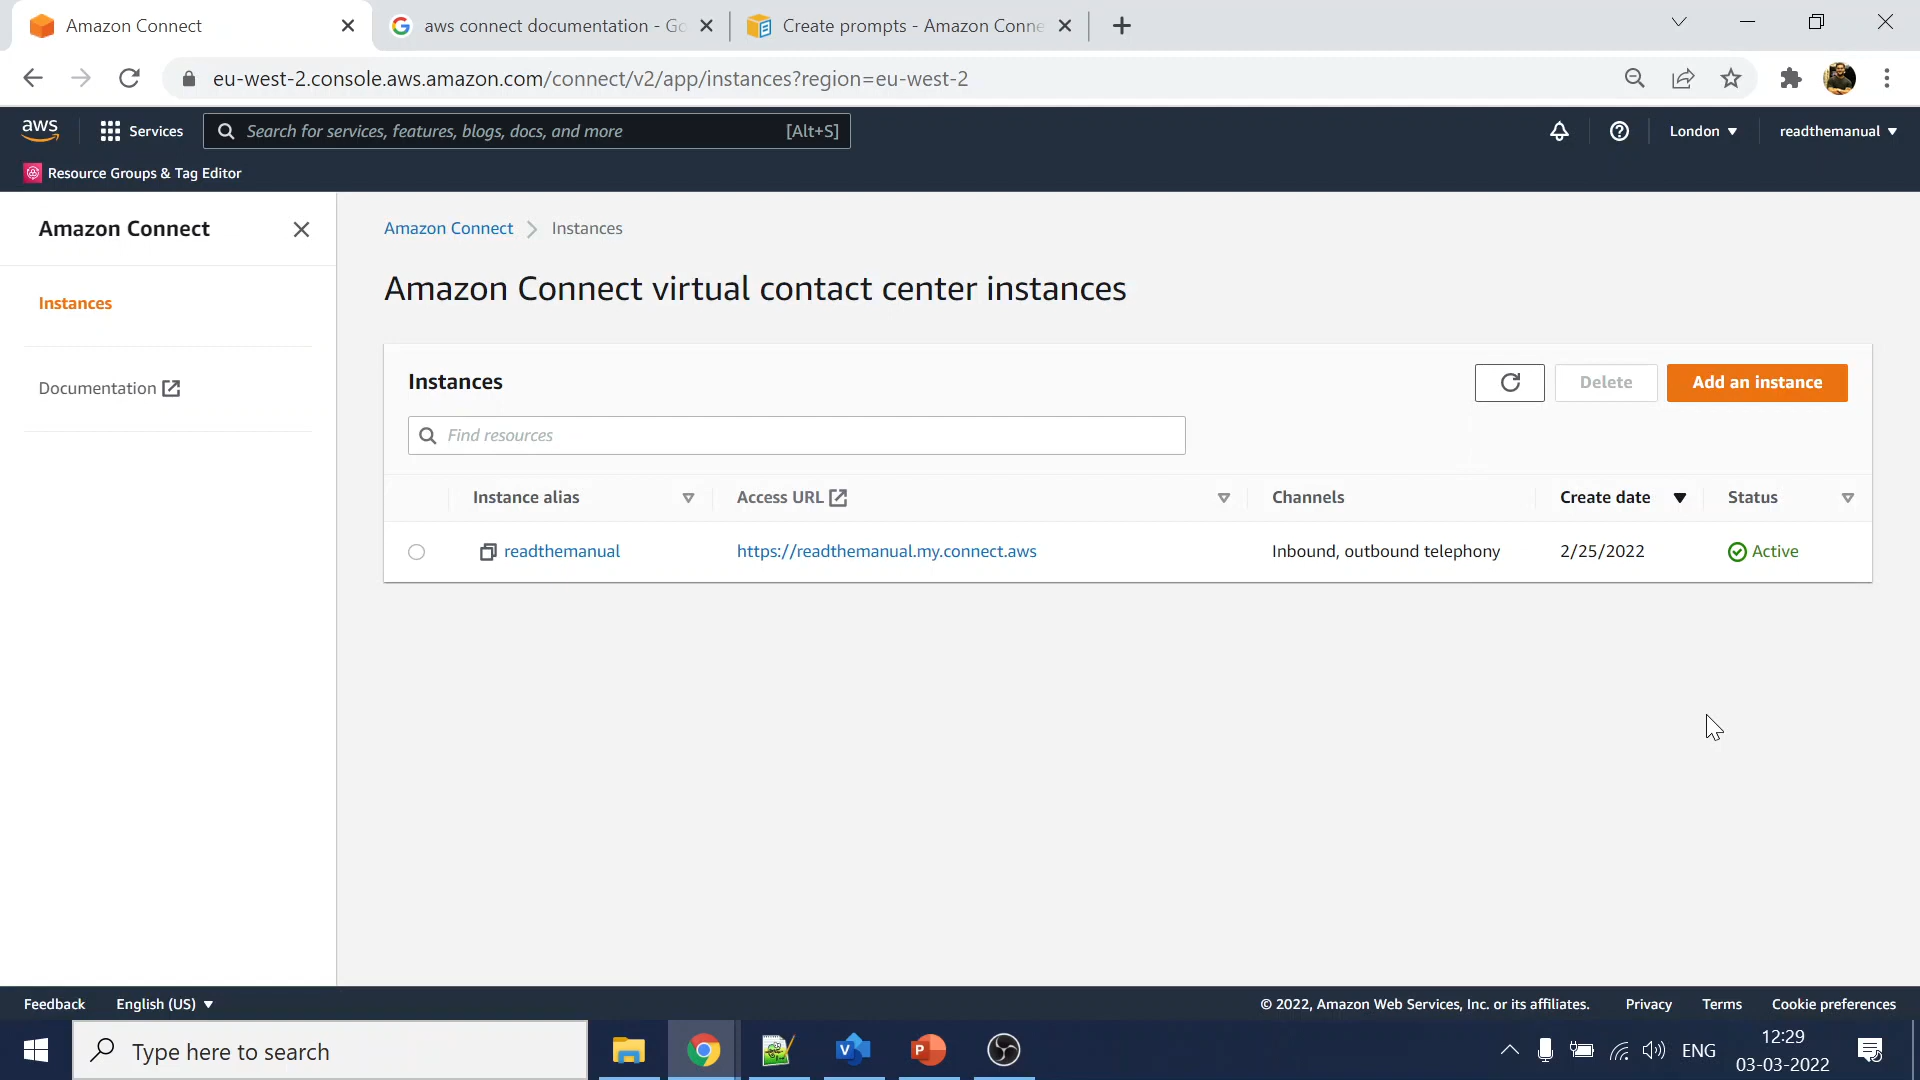 Amazon Connect
aws connect documentation - Go
Create prompts - Amazon Conne
eu-west-2.console.aws.amazon.com/connect/v2/app/instances?region=eu-west-2
aws
Services
Search for services, features, blogs, docs, and more
[Alt+S]
London
readthemanual
Resource Groups & Tag Editor
Amazon Connect
Instances
Documentation
Amazon Connect
Instances
Amazon Connect virtual contact center instances
Instances
Delete
Add an instance
Find resources
Instance alias
Access URL
Channels
Create date
Status
readthemanual
https://readthemanual.my.connect.aws
Inbound, outbound telephony
2/25/2022
Active
Feedback
English (US)
© 2022, Amazon Web Services, Inc. or its affiliates.
Privacy
Terms
Cookie preferences
Type here to search
ENG
12:29
03-03-2022